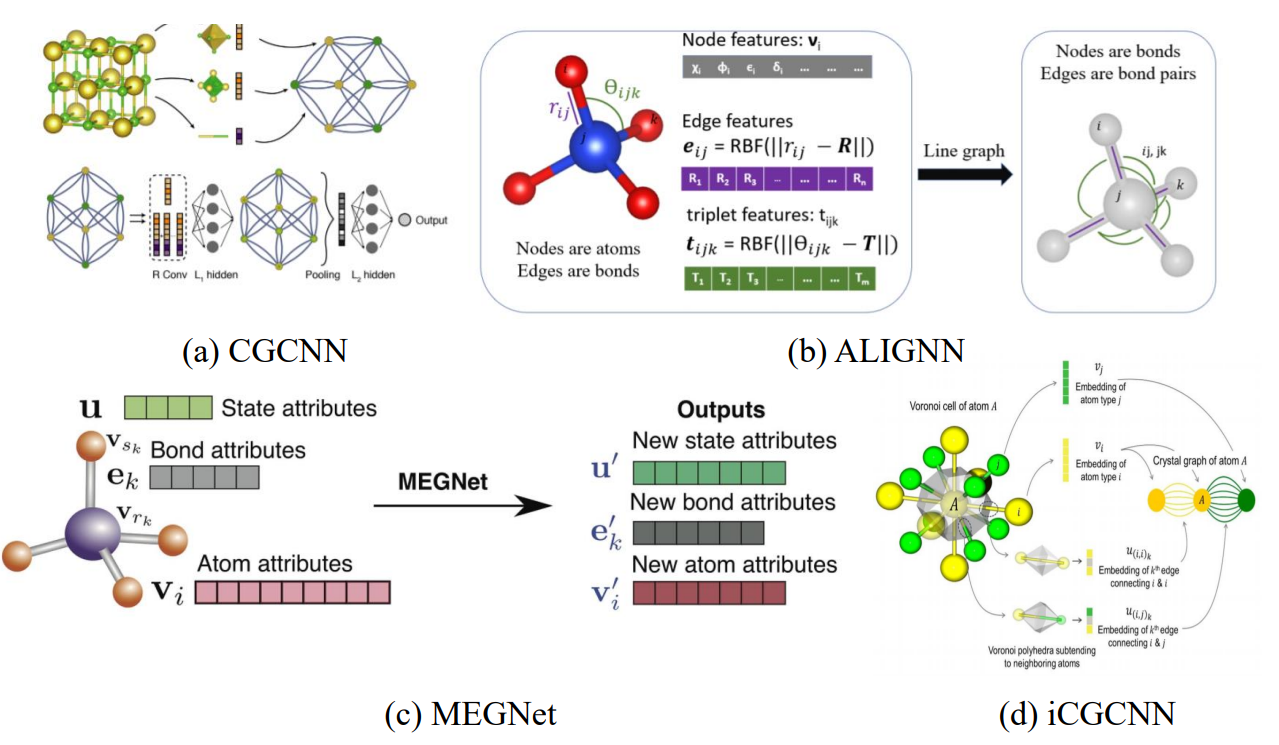 R Conv L1 hidden Pooling L2 hidden
Output
(a) CGCNN
i
rij
Θijk
k
j
Nodes are atoms
Edges are bonds
Node features: vi
χi ϕi ϵi δi ... ... ...
Edge features
eij = RBF(||rij − R||)
R1 R2 R3 .. ... ... Rn
triplet features: tijk
tijk = RBF(||Θijk − T||)
T1 T2 T3 .. ... ... Tm
Line graph
Nodes are bonds
Edges are bond pairs
i
ij, jk
k
j
(b) ALIGNN
u State attributes
vsk
Bond attributes
ek
vrk
Atom attributes
vi
MEGNet
Outputs
New state attributes
u′
New bond attributes
e′k
New atom attributes
v′i
(c) MEGNet
Voronoi cell of atom A
j
A
i
vj
Embedding of
atom type j
vi
Embedding of
atom type i
Crystal graph of atom A
A
u(i,i)k
Embedding of kth edge
connecting i & i
u(i,j)k
Embedding of kth edge
connecting i & j
Voronoi polyhedra subtending
to neighboring atoms
(d) iCGCNN